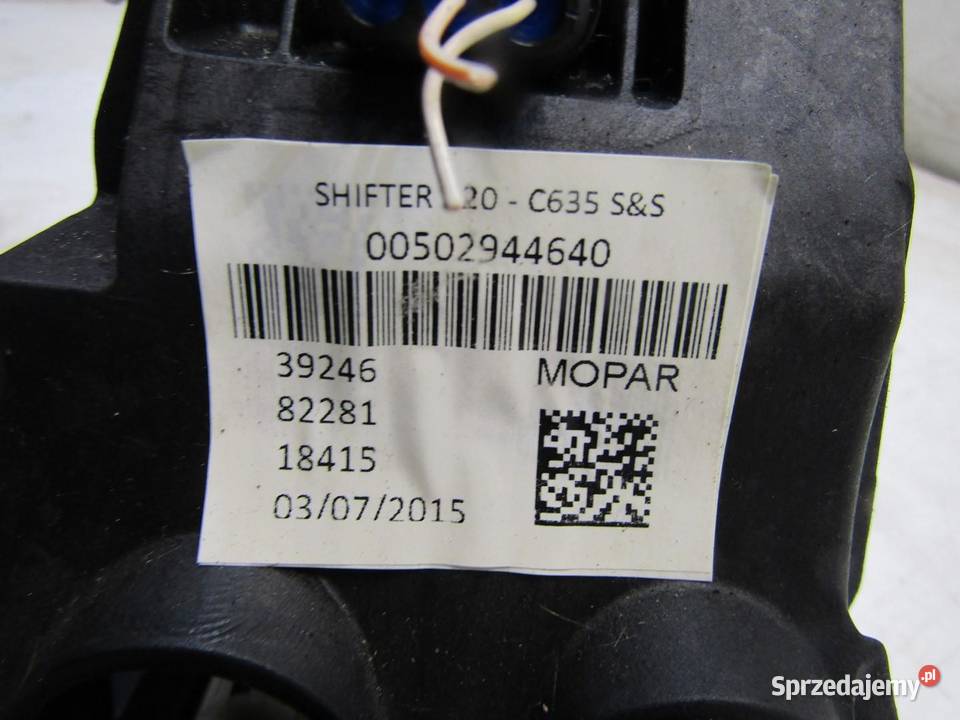 SHIFTER 20 - C635 S&S
00502944640
39246
MOPAR
82281
18415
03/07/2015
Sprzedajemy.pl